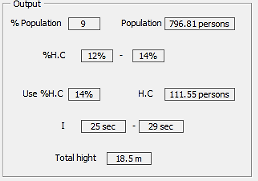 Output
% Population 9 Population 796.81 persons
%H.C 12% - 14%
Use %H.C 14% H.C 111.55 persons
I 25 sec - 29 sec
Total hight 18.5 m